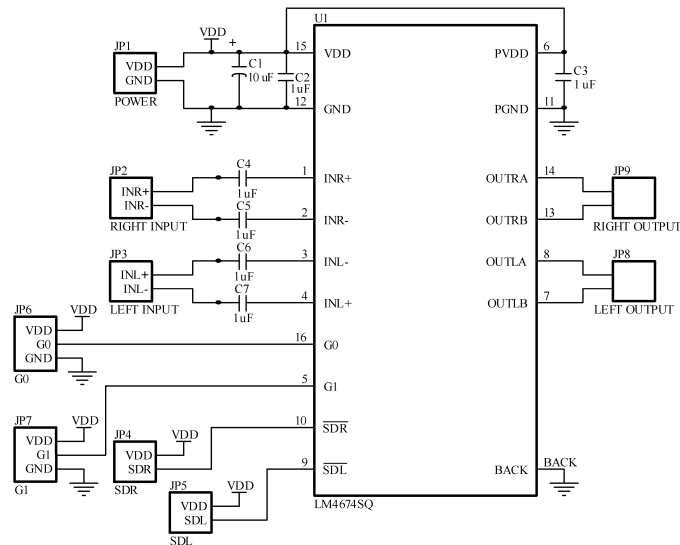 U1
VDD
+
JP1
VDD
GND
POWER
C1
10 uF
C2
1uF
15
VDD
12
GND
PVDD
6
C3
1 uF
PGND
11
JP2
INR+
INR-
RIGHT INPUT
C4
1uF
1
INR+
C5
1uF
2
INR-
OUTRA
14
OUTRB
13
JP9
RIGHT OUTPUT
JP3
INL+
INL-
LEFT INPUT
C6
1uF
3
INL-
C7
1uF
4
INL+
OUTLA
8
OUTLB
7
JP8
LEFT OUTPUT
JP6
VDD
VDD
G0
GND
G0
16
G0
5
G1
JP7
VDD
VDD
G1
GND
G1
JP4
VDD
VDD
SDR
SDR
10
SDR
JP5
VDD
VDD
SDL
SDL
9
SDL
BACK
BACK
LM4674SQ